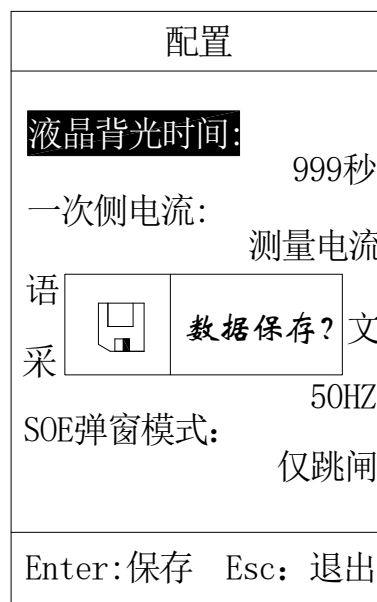 配置
液晶背光时间:
999秒
一次侧电流:
测量电流
语
数据保存?
文
采
50HZ
SOE弹窗模式：
仅跳闸
Enter:保存 Esc：退出